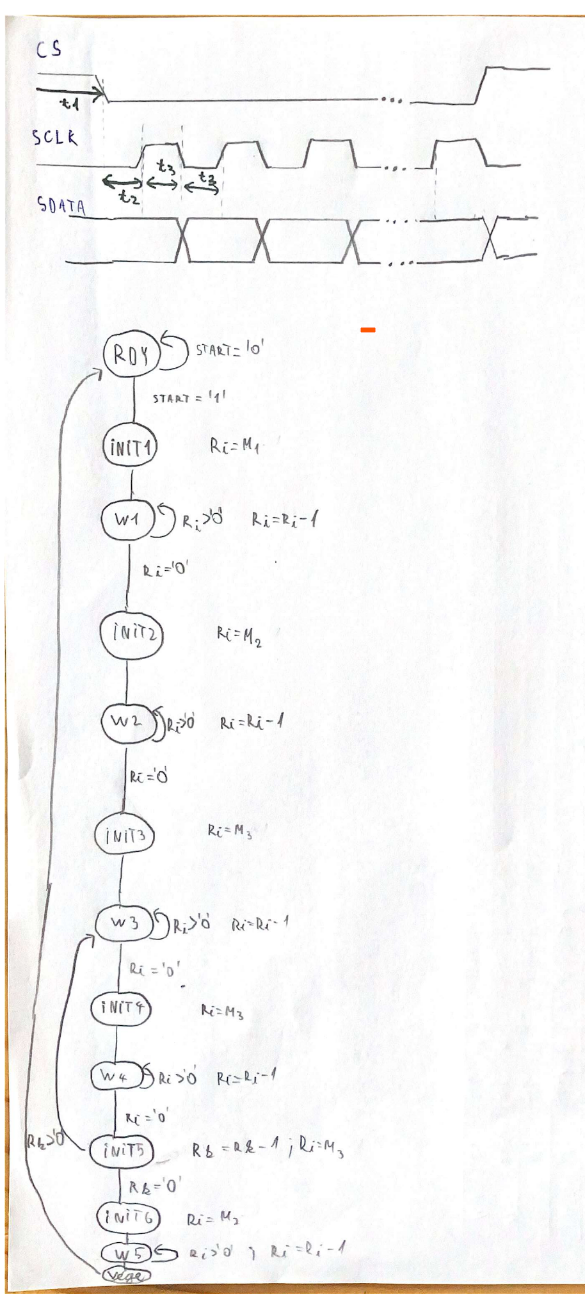 CS
t1
...
SCLK
t3
t2
t3
...
SDATA
...
...
RDY START='0'
START='1'
INIT1 Ri=M1
W1 Ri>'0' Ri=Ri-1
Ri='0'
INIT2 Ri=M2
W2 Ri>'0' Ri=Ri-1
Ri='0'
INIT3 Ri=M3
W3 Ri>'0' Ri=Ri-1
Ri='0'
INIT4 Ri=M3
W4 Ri>'0' Ri=Ri-1
Ri='0'
Rk>'0' INIT5 Rk=Rk-1; Ri=M3
Rk='0'
INIT6 Ri=M3
W5 Ri>'0'; Ri=Ri-1